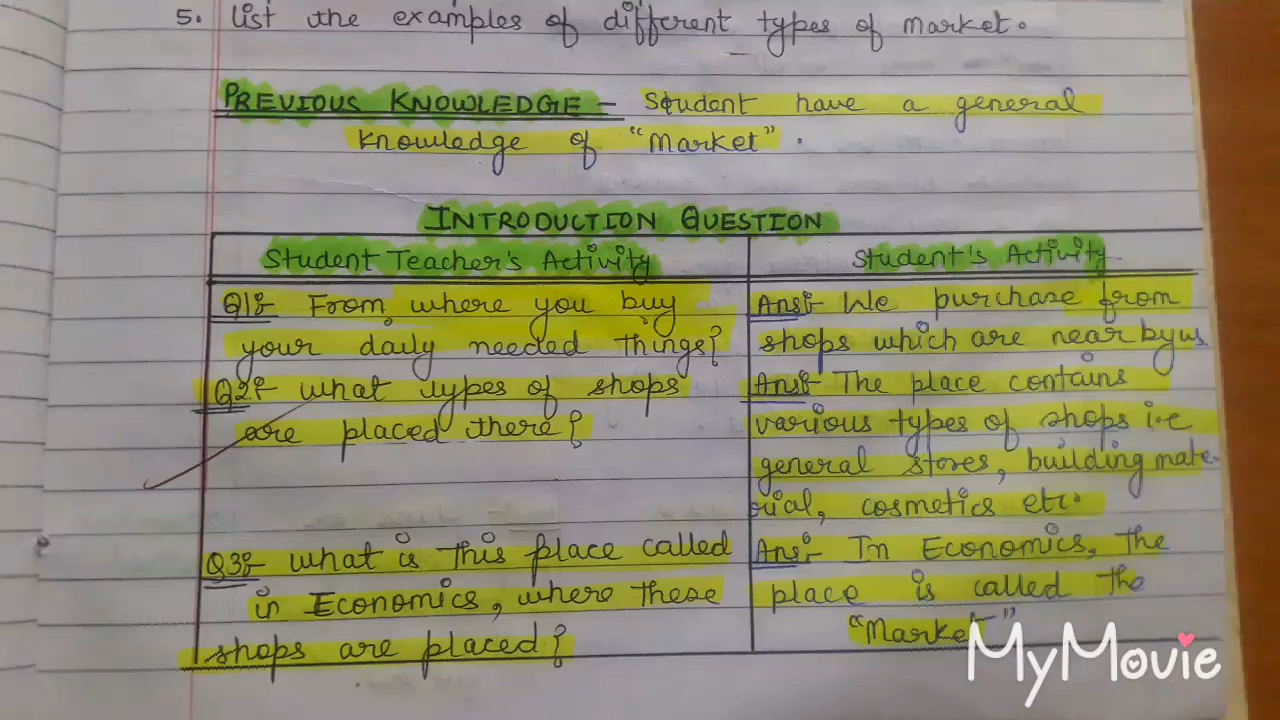 5. List the examples of different types of market.
PREVIOUS KNOWLEDGE - Student have a general
knowledge of "Market".
INTRODUCTION QUESTION
Student Teacher's Activity
Student's Activity
Q1:- From where you buy
your daily needed things?
Q2:- What types of shops
are placed there?
Q3:- What is this place called
in Economics, where these
shops are placed?
Ans:- We purchase from
shops which are near by us.
Ans:- The place contains
various types of shops i.e
general stores, building mate-
rial, cosmetics etc.
Ans:- In Economics, the
place is called the
"Market"
MyMovie